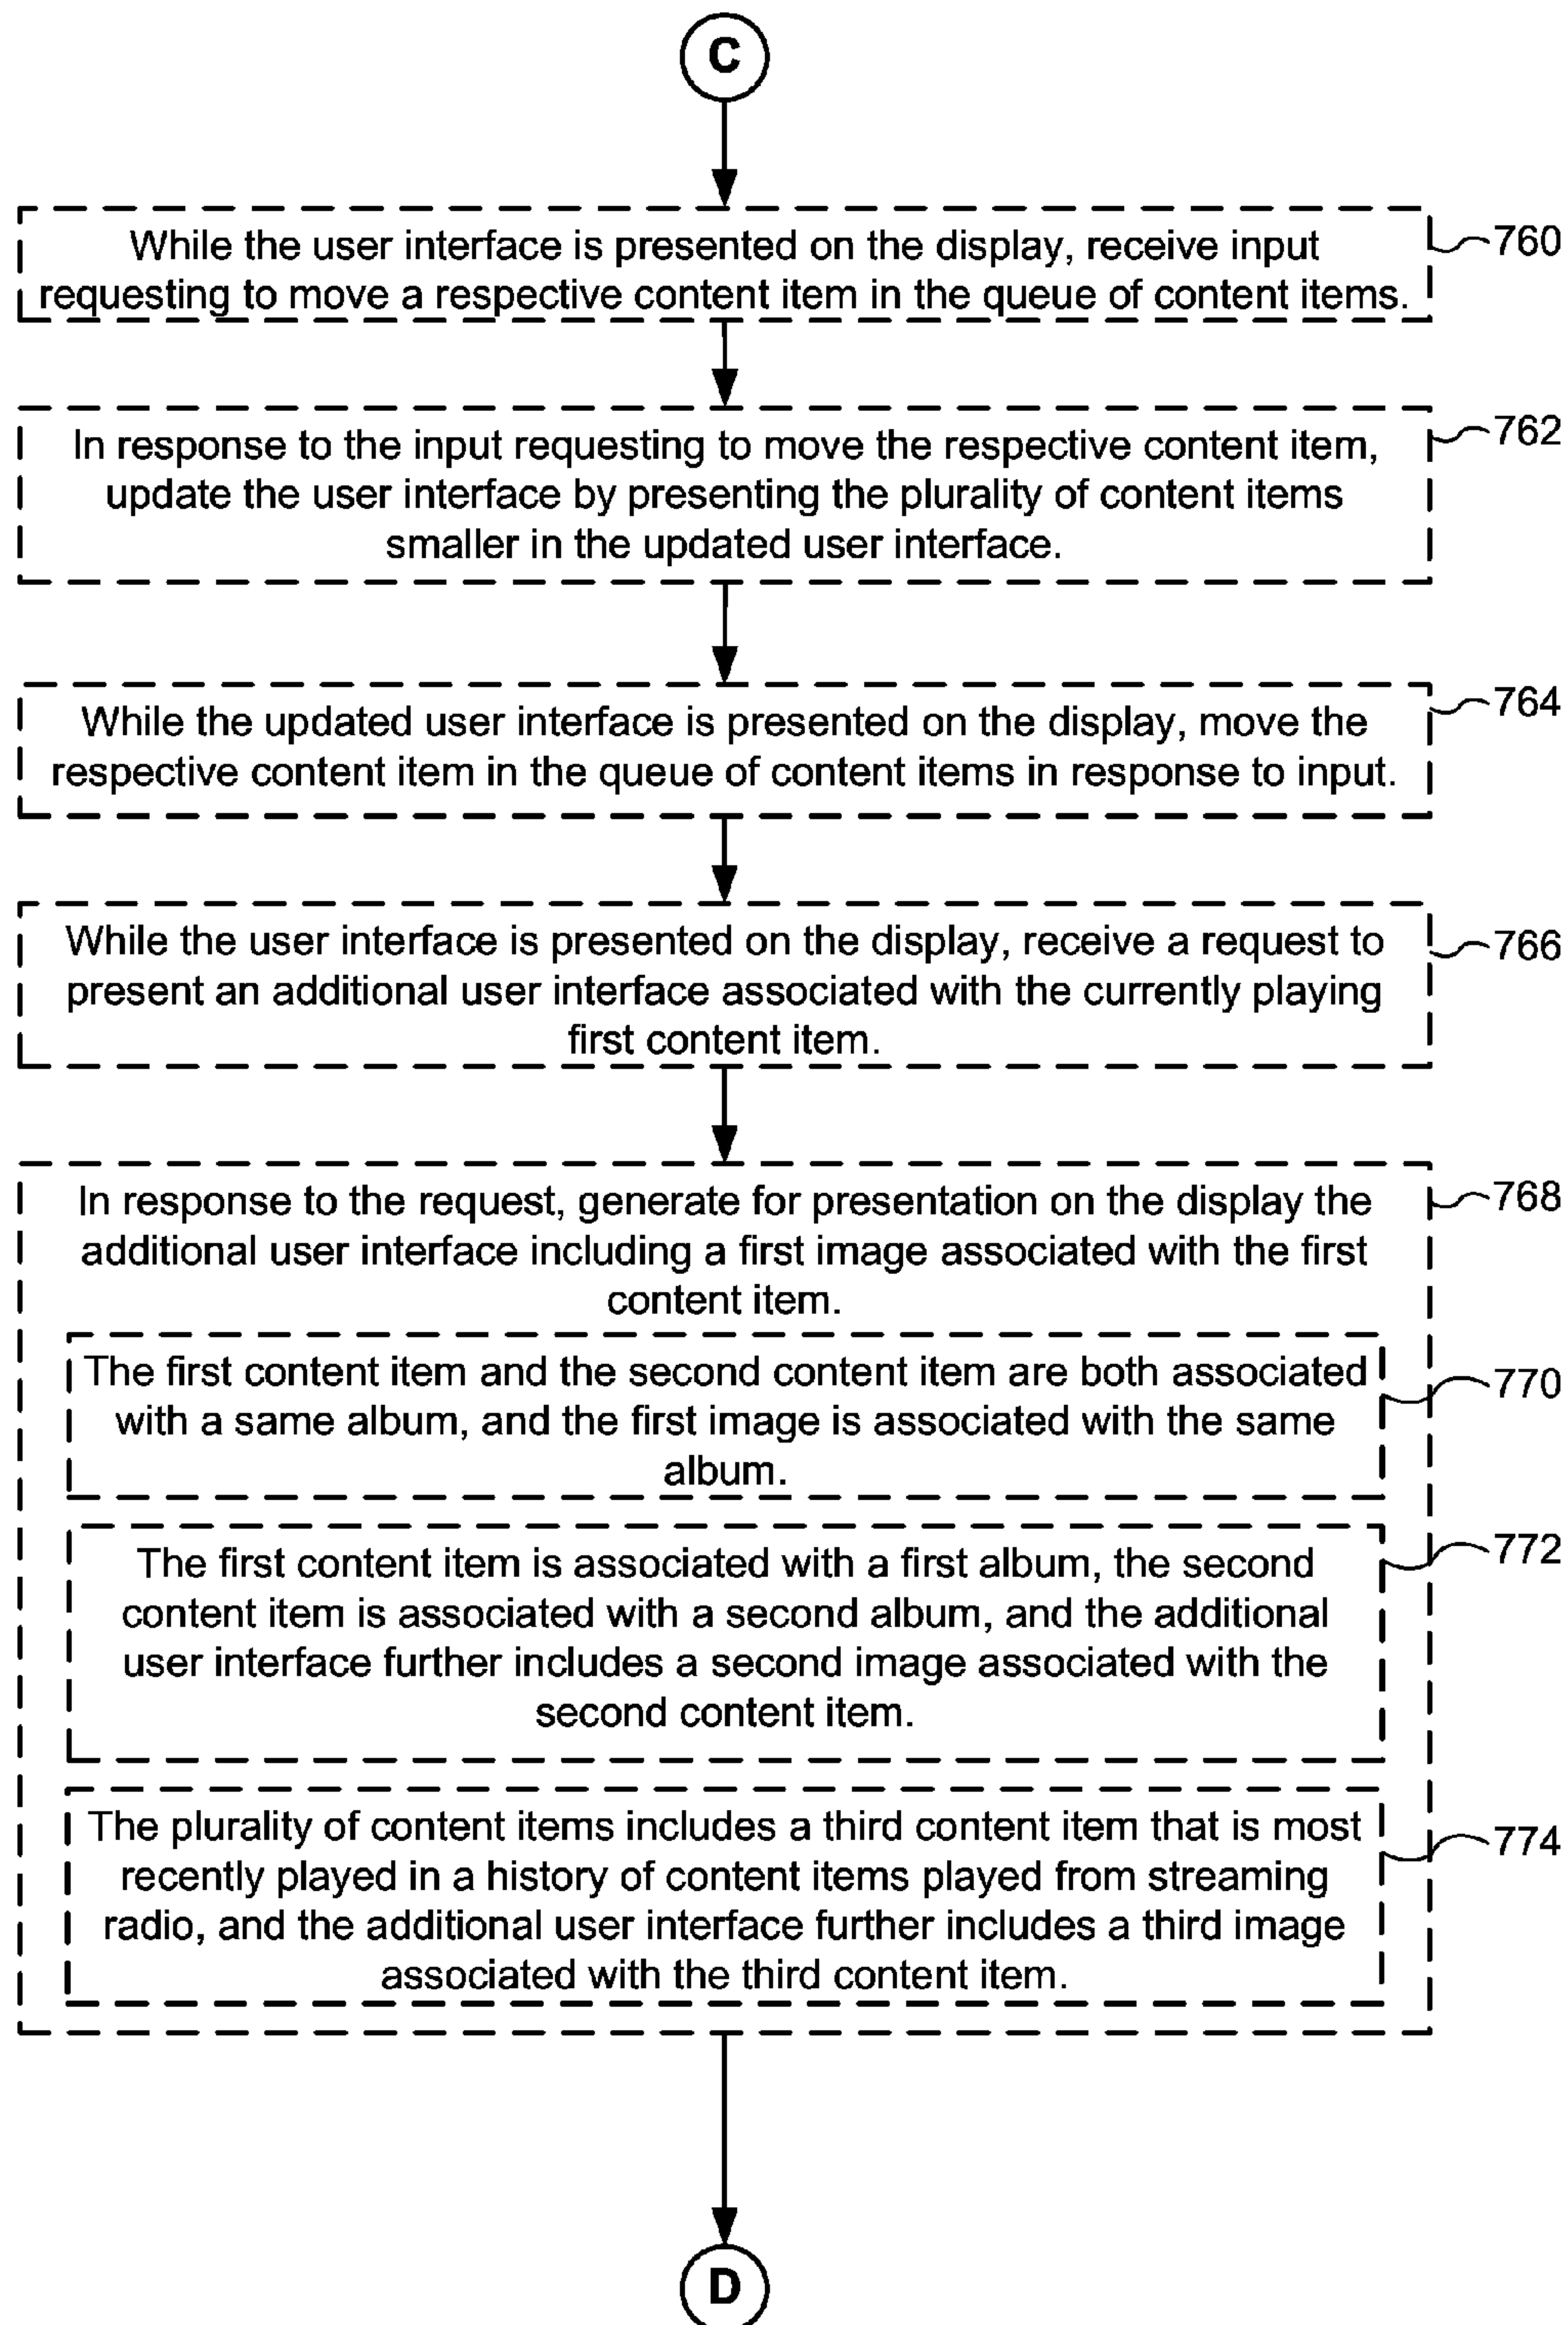 C
While the user interface is presented on the display, receive input
requesting to move a respective content item in the queue of content items.
760
In response to the input requesting to move the respective content item,
update the user interface by presenting the plurality of content items
smaller in the updated user interface.
762
While the updated user interface is presented on the display, move the
respective content item in the queue of content items in response to input.
764
While the user interface is presented on the display, receive a request to
present an additional user interface associated with the currently playing
first content item.
766
In response to the request, generate for presentation on the display the
additional user interface including a first image associated with the first
content item.
768
The first content item and the second content item are both associated
with a same album, and the first image is associated with the same
album.
770
The first content item is associated with a first album, the second
content item is associated with a second album, and the additional
user interface further includes a second image associated with the
second content item.
772
The plurality of content items includes a third content item that is most
recently played in a history of content items played from streaming
radio, and the additional user interface further includes a third image
associated with the third content item.
774
D